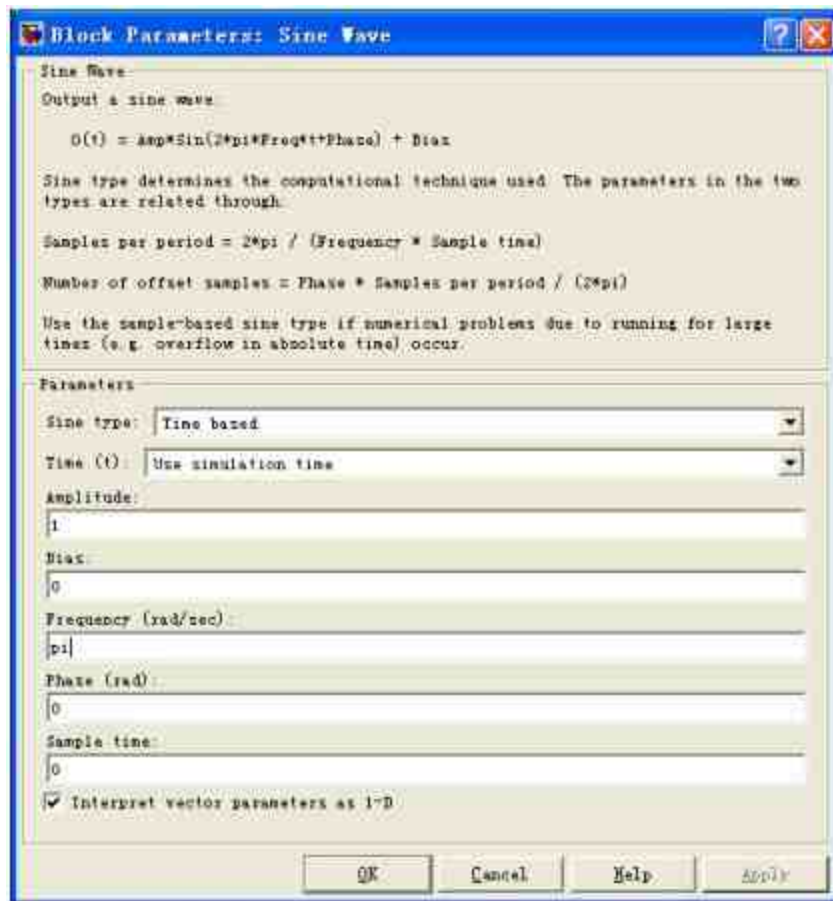 Block Parameters: Sine Wave
Sine Wave
Output a sine wave:
O(t) = Amp*Sin(2*pi*Freq*t+Phase) + Bias
Sine type determines the computational technique used. The parameters in the two
types are related through:
Samples per period = 2*pi / (Frequency * Sample time)
Number of offset samples = Phase * Samples per period / (2*pi)
Use the sample-based sine type if numerical problems due to running for large
times (e.g. overflow in absolute time) occur.
Parameters
Sine type: Time based
Time (t): Use simulation time
Amplitude:
1
Bias:
0
Frequency (rad/sec):
pi
Phase (rad):
0
Sample time:
0
Interpret vector parameters as 1-D
OK Cancel Help Apply